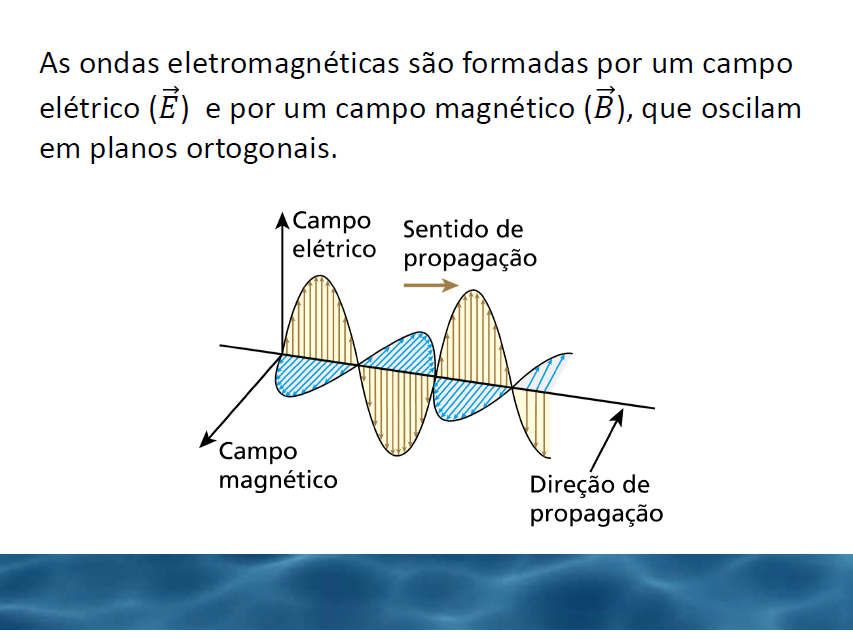 As ondas eletromagnéticas são formadas por um campo
elétrico (E⃗) e por um campo magnético (B⃗), que oscilam
em planos ortogonais.
Campo
elétrico
Sentido de
propagação
Campo
magnético
Direção de
propagação